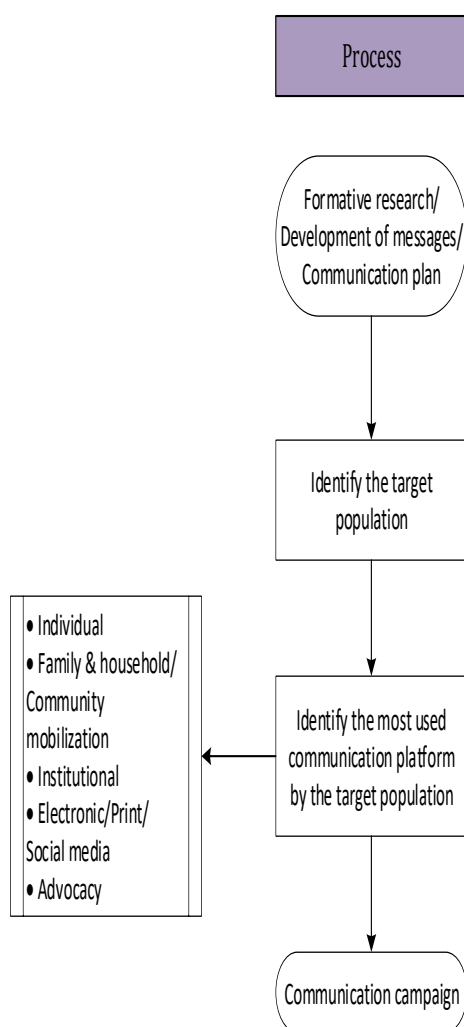 Process
Formative research/
Development of messages/
Communication plan
Identify the target
population
• Individual
• Family & household/
Community
mobilization
• Institutional
• Electronic/Print/
Social media
• Advocacy
Identify the most used
communication platform
by the target population
Communication campaign